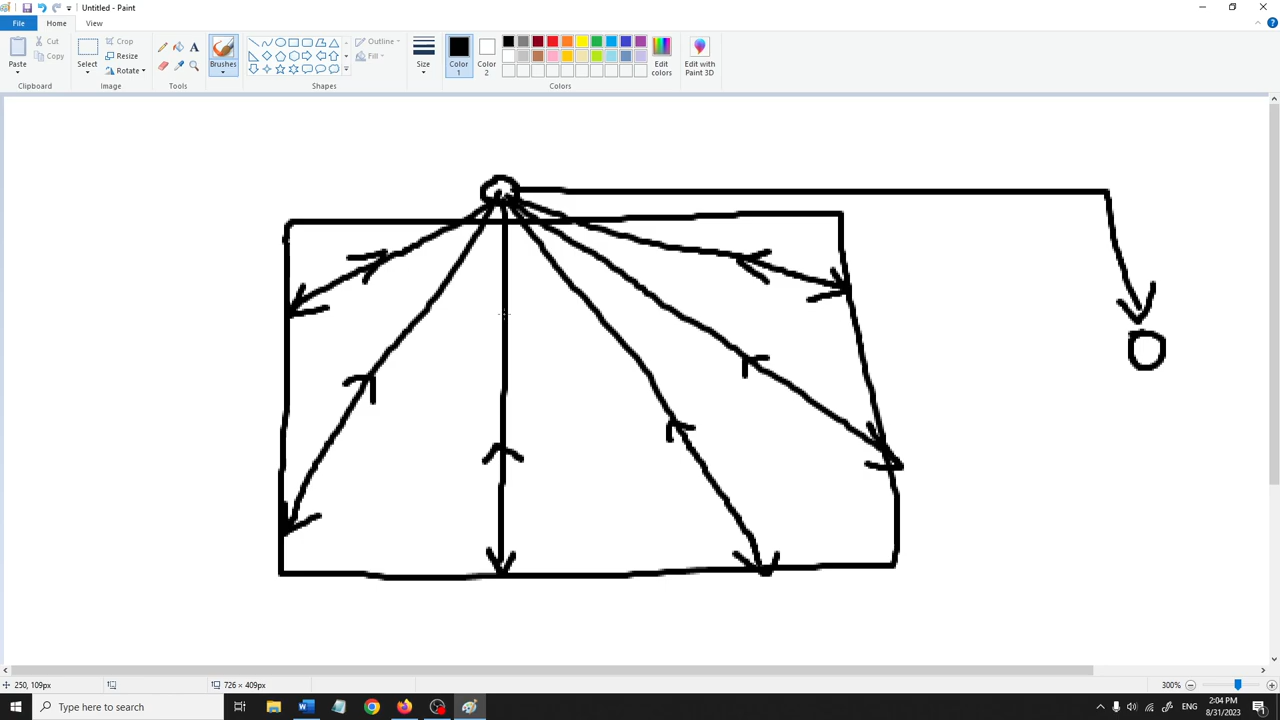 Untitled - Paint
File Home View
Paste
Cut
Copy
Clipboard
Select
Crop
Resize
Rotate
Image
Tools
Brushes
Outline
Fill
Shapes
Size
Color 1
Color 2
Edit colors
Edit with Paint 3D
Colors
250, 109px
726 × 409px
300%
Type here to search
ENG
2:04 PM
8/31/2023